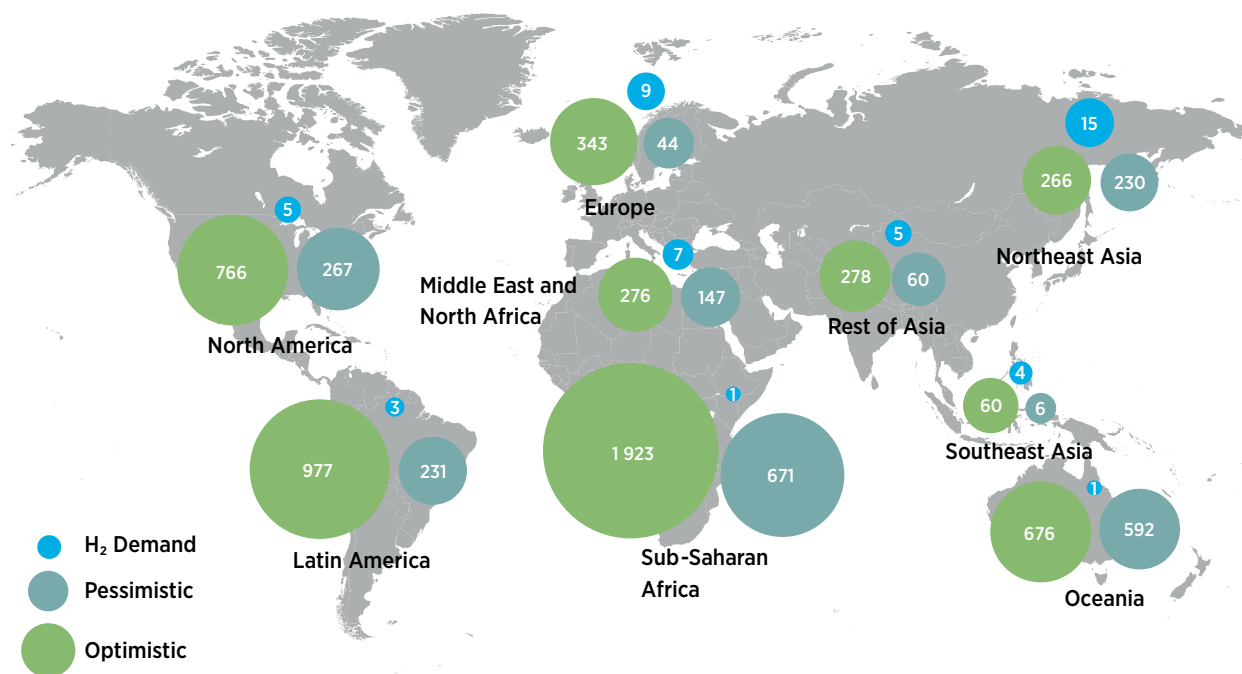 9
343
44
Europe
15
266
230
Northeast Asia
5
766
267
North America
7
Middle East and
North Africa
276
147
5
278
60
Rest of Asia
3
977
231
Latin America
1
1 923
671
Sub-Saharan
Africa
4
60
6
Southeast Asia
1
676
592
Oceania
H₂ Demand
Pessimistic
Optimistic